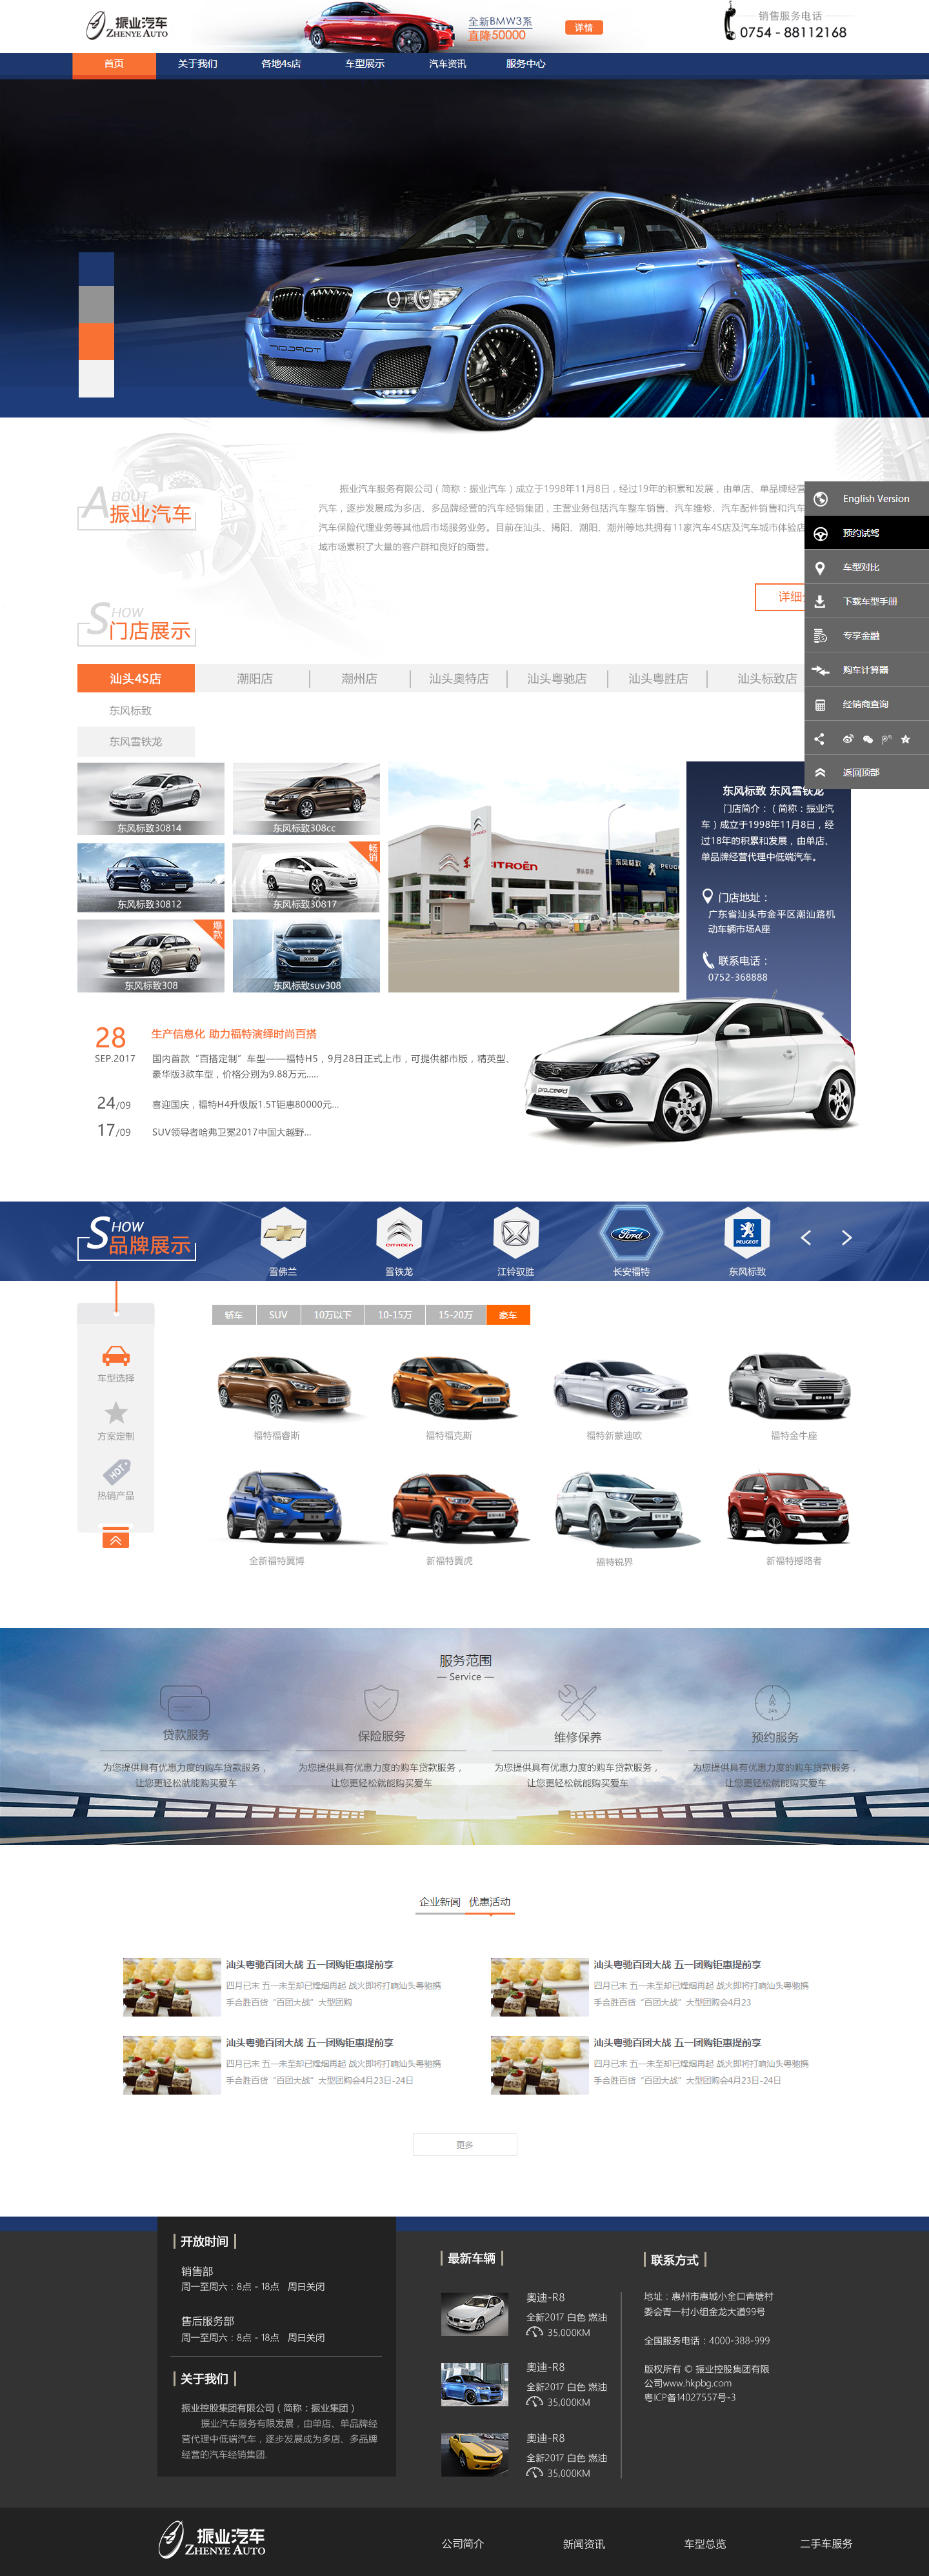 振业汽车
ZHENYE AUTO
全新BMW3系
直降50000
详情
销售服务电话
0754 - 88112168
首页
关于我们
各地4s店
车型展示
汽车资讯
服务中心
ABOUT
振业汽车
振业汽车服务有限公司（简称：振业汽车）成立于1998年11月8日，经过19年的积累和发展，由单店、单品牌经营
汽车，逐步发展成为多店、多品牌经营的汽车经销集团，主营业务包括汽车整车销售、汽车维修、汽车配件销售和汽车
汽车保险代理业务等其他后市场服务业务。目前在汕头、揭阳、潮阳、潮州等地共拥有11家汽车4S店及汽车城市体验店
域市场累积了大量的客户群和良好的商誉。
详细
English Version
预约试驾
车型对比
下载车型手册
专享金融
购车计算器
经销商查询
返回顶部
SHOW
门店展示
汕头4S店
潮阳店
潮州店
汕头奥特店
汕头粤驰店
汕头粤胜店
汕头标致店
东风标致
东风雪铁龙
东风标致30814
东风标致308cc
东风标致30812
畅销
东风标致30817
爆款
东风标致308
东风标致suv308
CITROËN
东风标致 东风雪铁龙
门店简介：（简称：振业汽
车）成立于1998年11月8日，经
过18年的积累和发展，由单店、
单品牌经营代理中低端汽车。
门店地址：
广东省汕头市金平区潮汕路机
动车辆市场A座
联系电话：
0752-368888
28
SEP.2017
生产信息化 助力福特演绎时尚百搭
国内首款“百搭定制”车型——福特H5，9月28日正式上市，可提供都市版，精英型、
豪华版3款车型，价格分别为9.88万元.....
24/09
喜迎国庆，福特H4升级版1.5T钜惠80000元...
17/09
SUV领导者哈弗卫冕2017中国大越野...
SHOW
品牌展示
雪佛兰
CITROËN
雪铁龙
江铃驭胜
Ford
长安福特
PEUGEOT
东风标致
轿车
SUV
10万以下
10-15万
15-20万
豪车
车型选择
方案定制
HOT
热销产品
福特福睿斯
福特福克斯
福特新蒙迪欧
福特金牛座
全新福特翼博
新福特翼虎
福特锐界
新福特撼路者
服务范围
— Service —
贷款服务
保险服务
维修保养
预约服务
为您提供具有优惠力度的购车贷款服务，
让您更轻松就能购买爱车
为您提供具有优惠力度的购车贷款服务，
让您更轻松就能购买爱车
为您提供具有优惠力度的购车贷款服务，
让您更轻松就能购买爱车
为您提供具有优惠力度的购车贷款服务，
让您更轻松就能购买爱车
企业新闻
优惠活动
汕头粤驰百团大战 五一团购钜惠提前享
四月已末 五一未至却已烽烟再起 战火即将打响汕头粤驰携
手合胜百货“百团大战”大型团购
汕头粤驰百团大战 五一团购钜惠提前享
四月已末 五一未至却已烽烟再起 战火即将打响汕头粤驰携
手合胜百货“百团大战”大型团购会4月23
汕头粤驰百团大战 五一团购钜惠提前享
四月已末 五一未至却已烽烟再起 战火即将打响汕头粤驰携
手合胜百货“百团大战”大型团购会4月23日-24日
汕头粤驰百团大战 五一团购钜惠提前享
四月已末 五一未至却已烽烟再起 战火即将打响汕头粤驰携
手合胜百货“百团大战”大型团购会4月23日-24日
更多
开放时间
销售部
周一至周六：8点 - 18点 周日关闭
售后服务部
周一至周六：8点 - 18点 周日关闭
关于我们
振业控股集团有限公司（简称：振业集团）
振业汽车服务有限发展，由单店、单品牌经
营代理中低端汽车，逐步发展成为多店、多品牌
经营的汽车经销集团.
最新车辆
奥迪-R8
全新2017 白色 燃油
35,000KM
奥迪-R8
全新2017 白色 燃油
35,000KM
奥迪-R8
全新2017 白色 燃油
35,000KM
联系方式
地址：惠州市惠城小金口青塘村
委会青一村小组金龙大道99号
全国服务电话：4000-388-999
版权所有 © 振业控股集团有限
公司www.hkpbg.com
粤ICP备14027557号-3
振业汽车
ZHENYE AUTO
公司简介
新闻资讯
车型总览
二手车服务